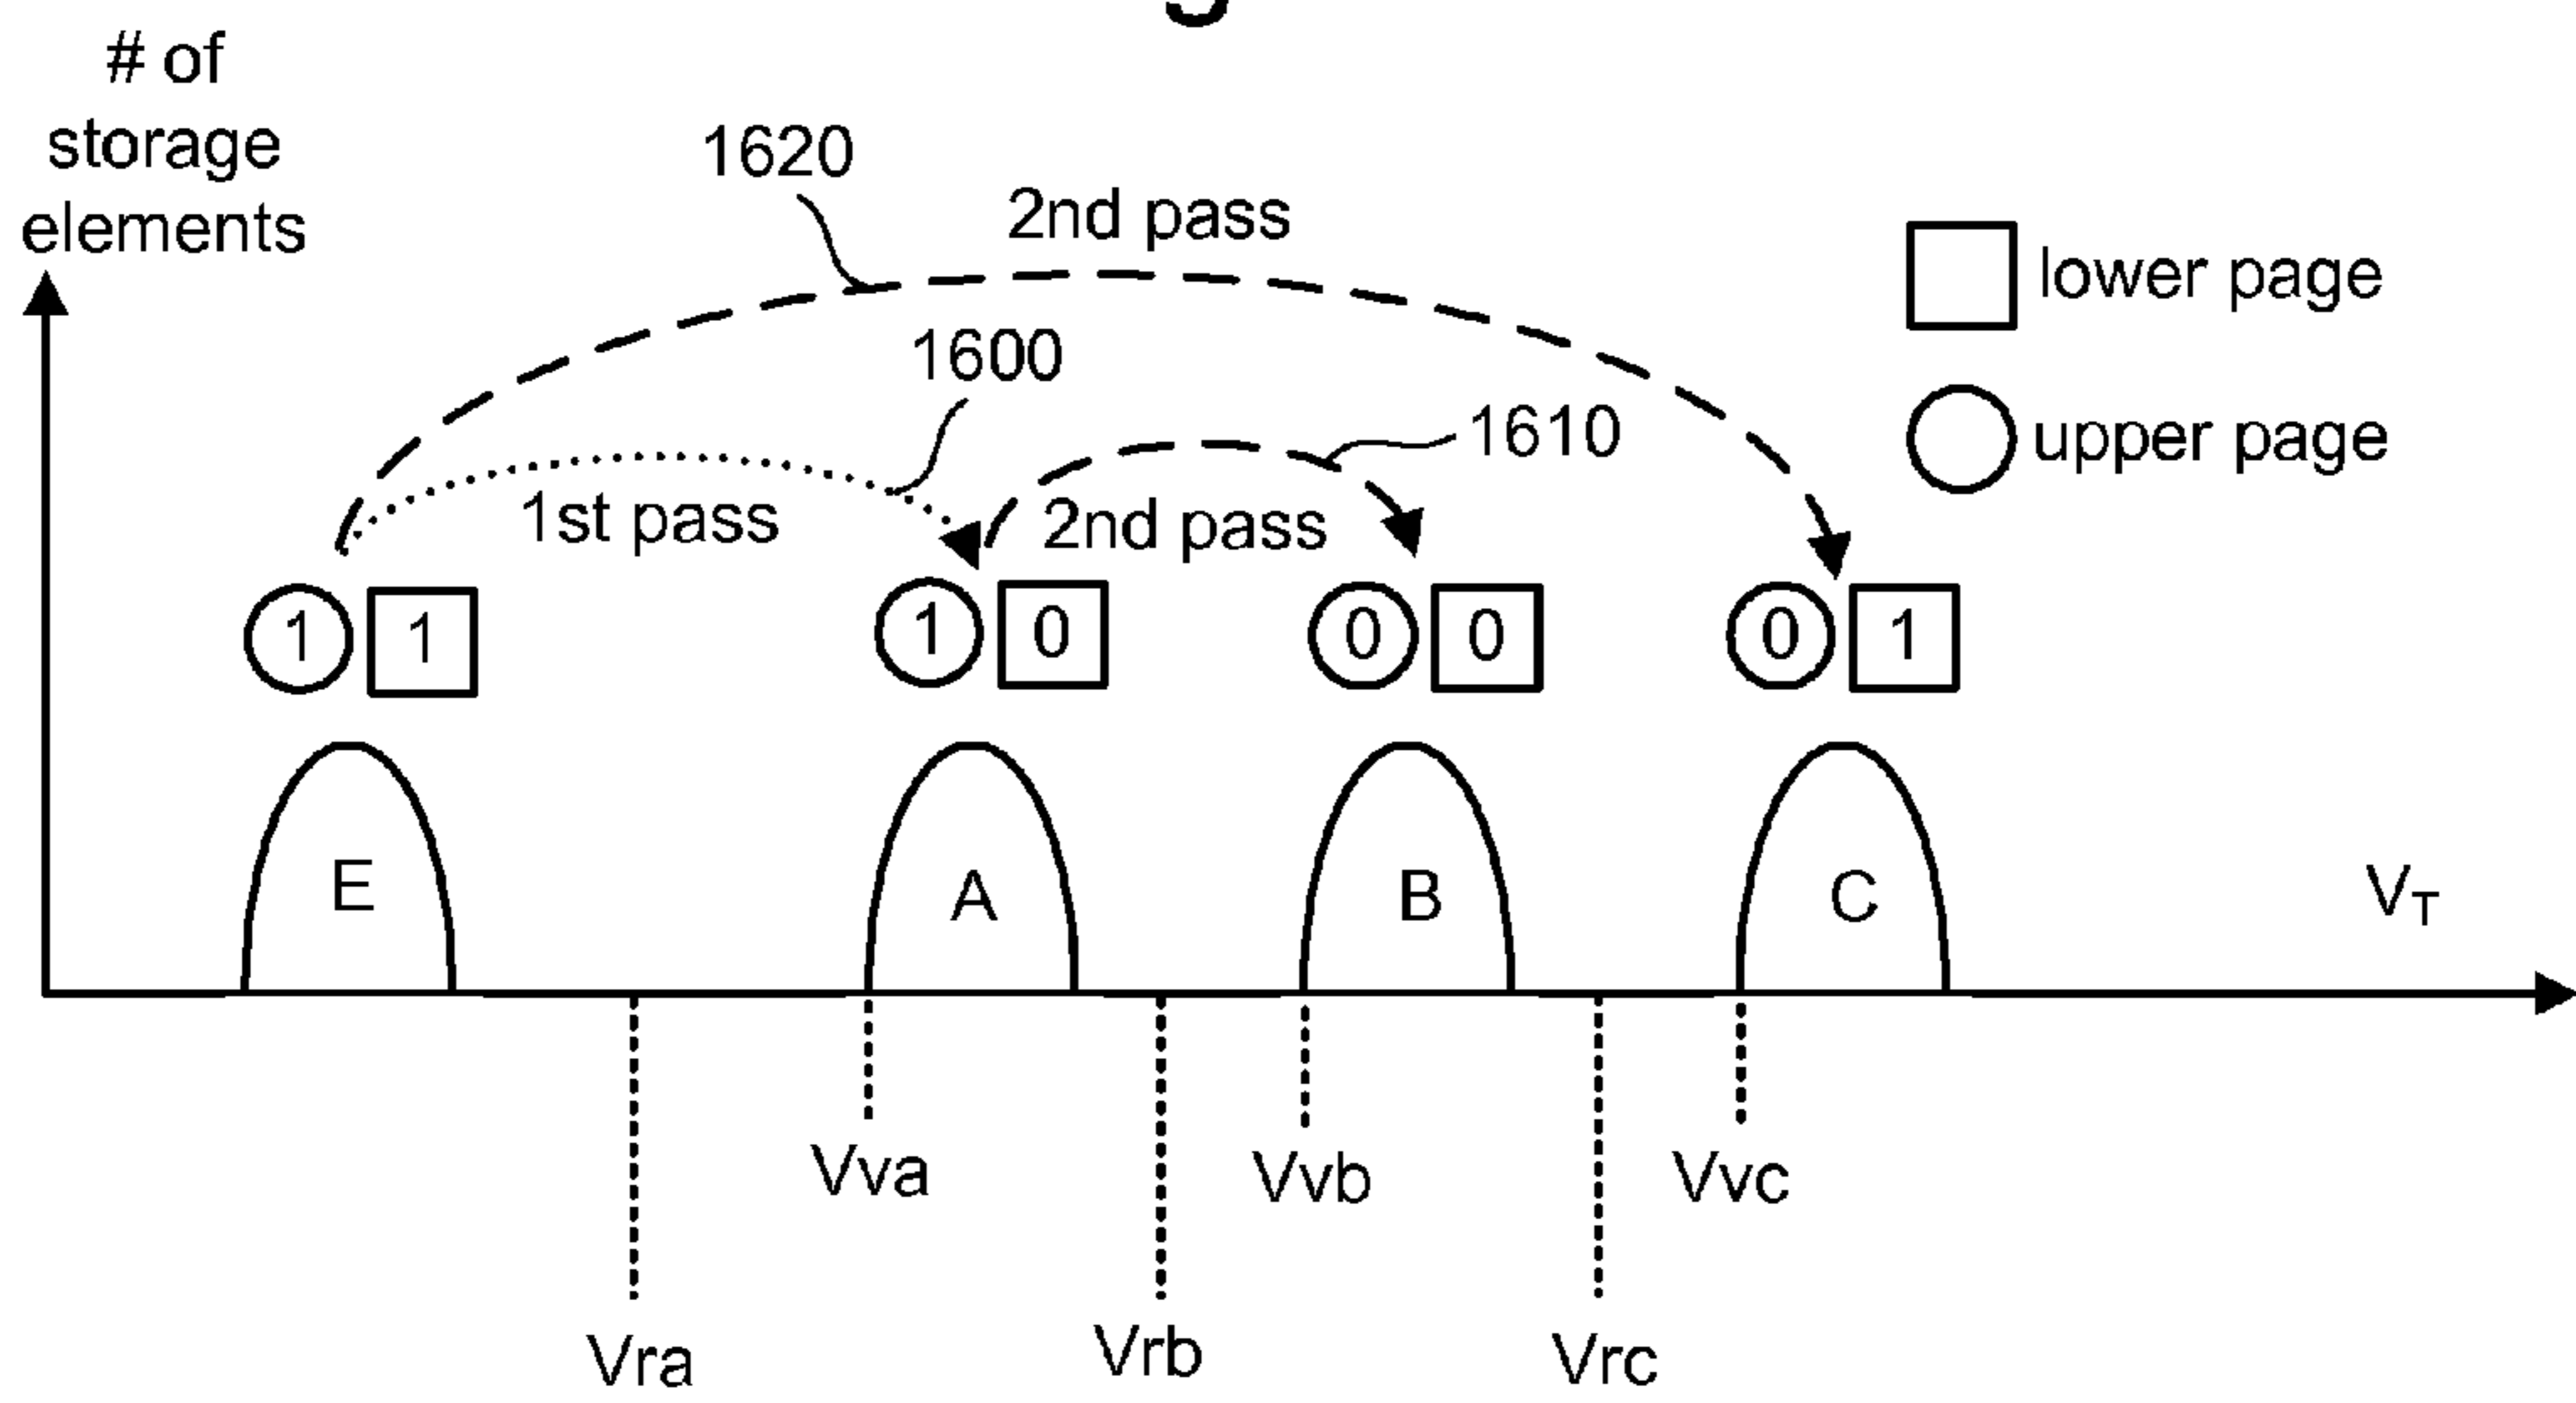 # of
storage
elements
1620
2nd pass
lower page
1600
1610
upper page
1st pass
2nd pass
1 1
1 0
0 0
0 1
E
A
B
C
VT
Vva
Vvb
Vvc
Vra
Vrb
Vrc